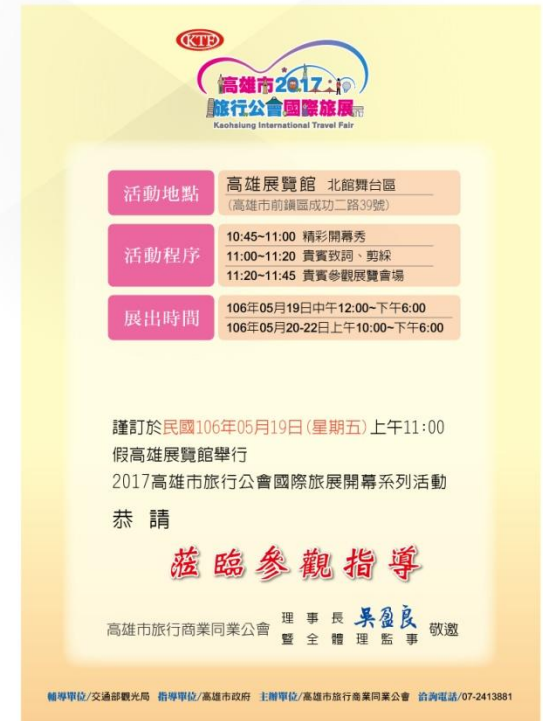 KTF
高雄市2017
旅行公會國際旅展
Kaohsiung International Travel Fair
活動地點
高雄展覽館 北館舞台區
(高雄市前鎮區成功二路39號)
活動程序
10:45~11:00 精彩開幕秀
11:00~11:20 貴賓致詞、剪綵
11:20~11:45 貴賓參觀展覽會場
展出時間
106年05月19日中午12:00~下午6:00
106年05月20-22日上午10:00~下午6:00
謹訂於民國106年05月19日(星期五)上午11:00
假高雄展覽館舉行
2017高雄市旅行公會國際旅展開幕系列活動
恭請
蒞臨參觀指導
高雄市旅行商業同業公會 理事長 吳盈良 敬邀
暨全體理監事
輔導單位/交通部觀光局 指導單位/高雄市政府 主辦單位/高雄市旅行商業同業公會 洽詢電話/07-2413881